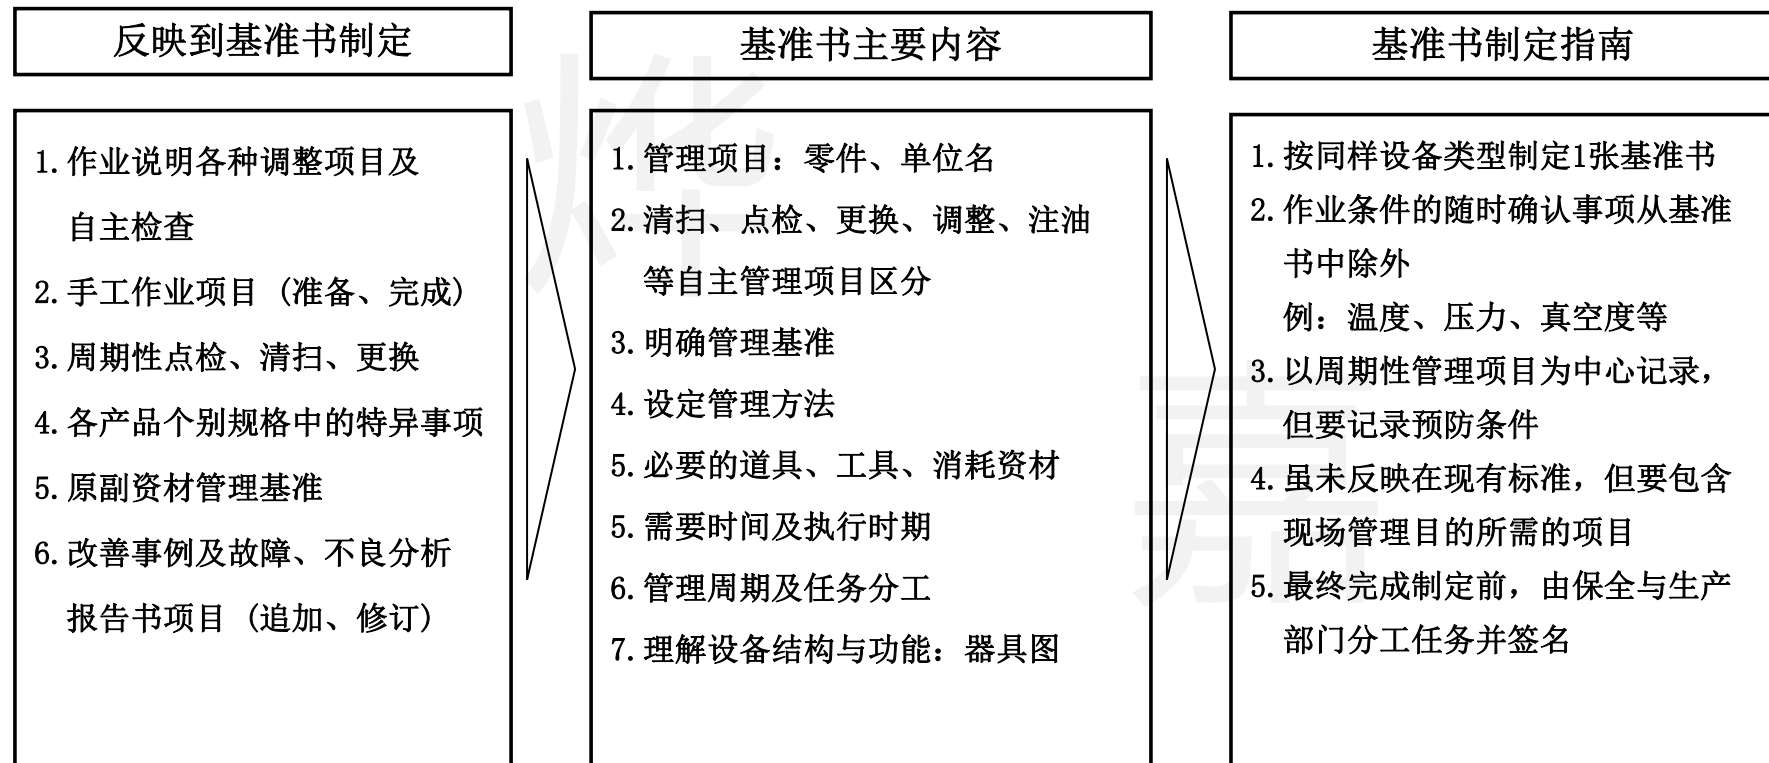 反映到基准书制定
1.作业说明各种调整项目及
自主检查
2.手工作业项目 (准备、完成)
3.周期性点检、清扫、更换
4.各产品个别规格中的特异事项
5.原副资材管理基准
6.改善事例及故障、不良分析
报告书项目 (追加、修订)
基准书主要内容
1.管理项目：零件、单位名
2.清扫、点检、更换、调整、注油
等自主管理项目区分
3.明确管理基准
4.设定管理方法
5.必要的道具、工具、消耗资材
5.需要时间及执行时期
6.管理周期及任务分工
7.理解设备结构与功能：器具图
基准书制定指南
1.按同样设备类型制定1张基准书
2.作业条件的随时确认事项从基准
书中除外
例：温度、压力、真空度等
3.以周期性管理项目为中心记录，
但要记录预防条件
4.虽未反映在现有标准，但要包含
现场管理目的所需的项目
5.最终完成制定前，由保全与生产
部门分工任务并签名
烨
嘉